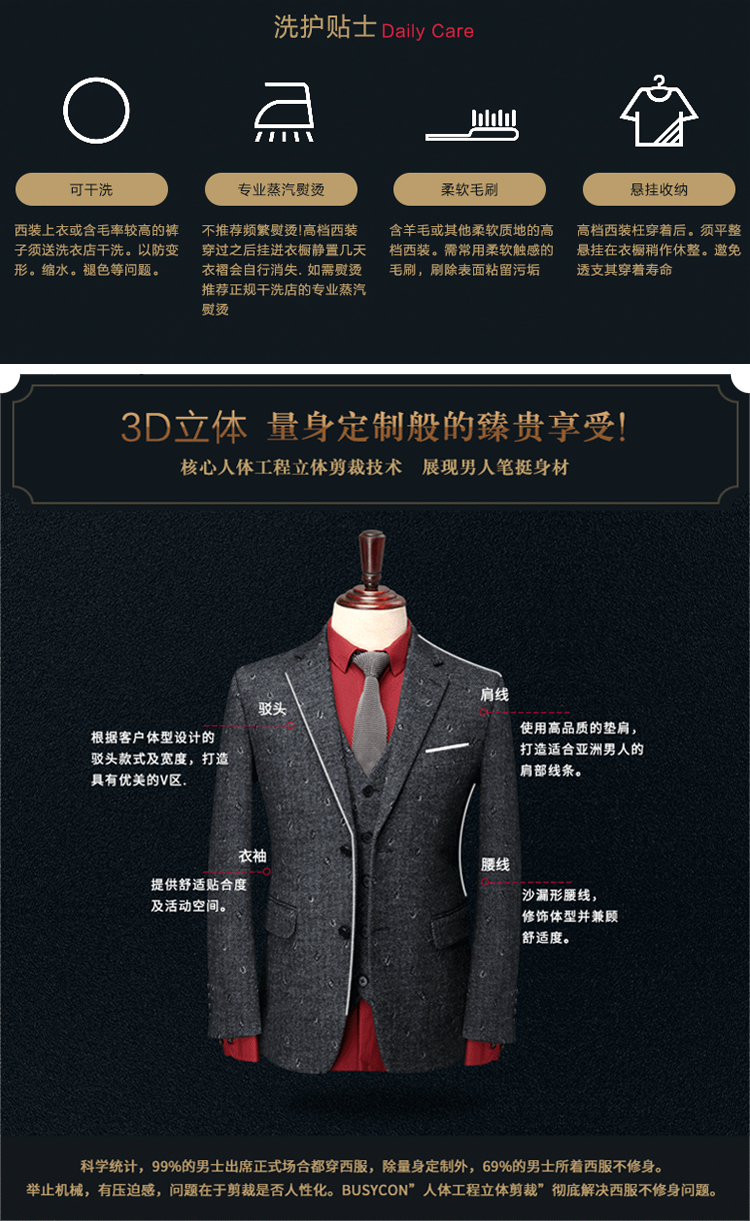 洗护贴士 Daily Care
可干洗
西装上衣或含毛率较高的裤
子须送洗衣店干洗。以防变
形。缩水。褪色等问题。
专业蒸汽熨烫
不推荐频繁熨烫!高档西装
穿过之后挂进衣橱静置几天
衣褶会自行消失. 如需熨烫
推荐正规干洗店的专业蒸汽
熨烫
柔软毛刷
含羊毛或其他柔软质地的高
档西装。需常用柔软触感的
毛刷，刷除表面粘留污垢
悬挂收纳
高档西装枉穿着后。须平整
悬挂在衣橱稍作休整。邀免
透支其穿着寿命
3D立体 量身定制般的臻贵享受!
核心人体工程立体剪裁技术 展现男人笔挺身材
驳头
根据客户体型设计的
驳头款式及宽度，打造
具有优美的V区.
肩线
使用高品质的垫肩，
打造适合亚洲男人的
肩部线条。
衣袖
提供舒适贴合度
及活动空间。
腰线
沙漏形腰线，
修饰体型并兼顾
舒适度。
科学统计，99%的男士出席正式场合都穿西服，除量身定制外，69%的男士所着西服不修身。
举止机械，有压迫感，问题在于剪裁是否人性化。BUSYCON”人体工程立体剪裁”彻底解决西服不修身问题。